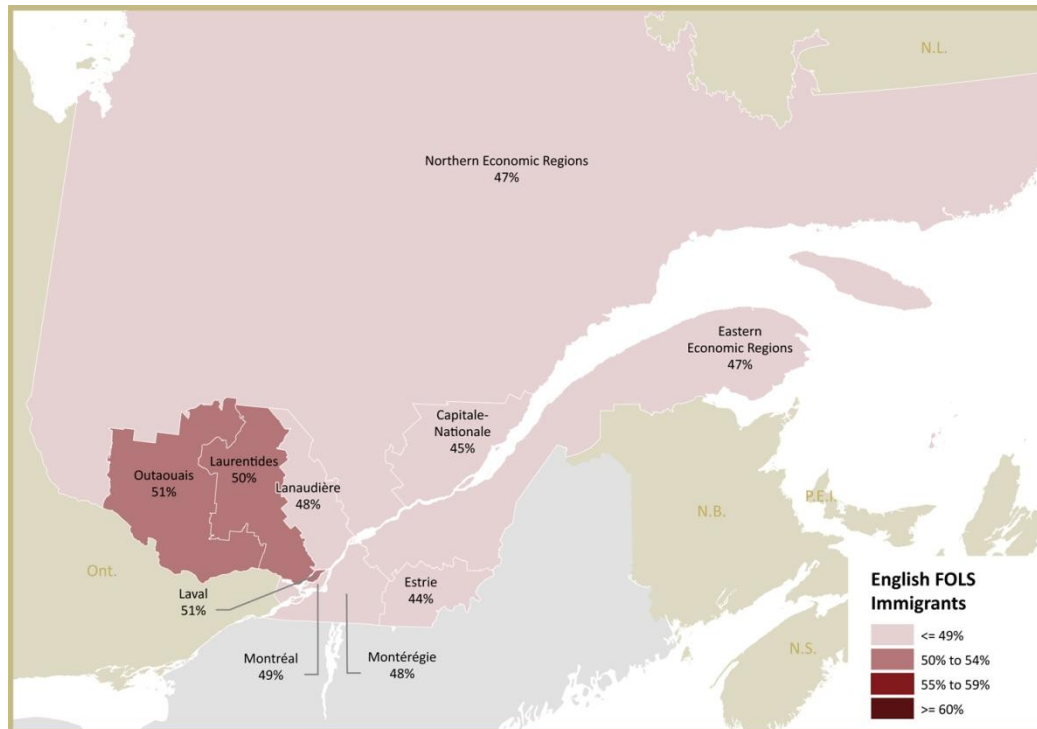 N.L.
Northern Economic Regions
47%
Eastern
Economic Regions
47%
Capitale-
Nationale
45%
Laurentides
50%
Outaouais
51%
Lanaudière
48%
N.B.
P.E.I.
Ont.
Estrie
44%
Laval
51%
Montréal
49%
Montérégie
48%
N.S.
English FOLS
Immigrants
<= 49%
50% to 54%
55% to 59%
>= 60%